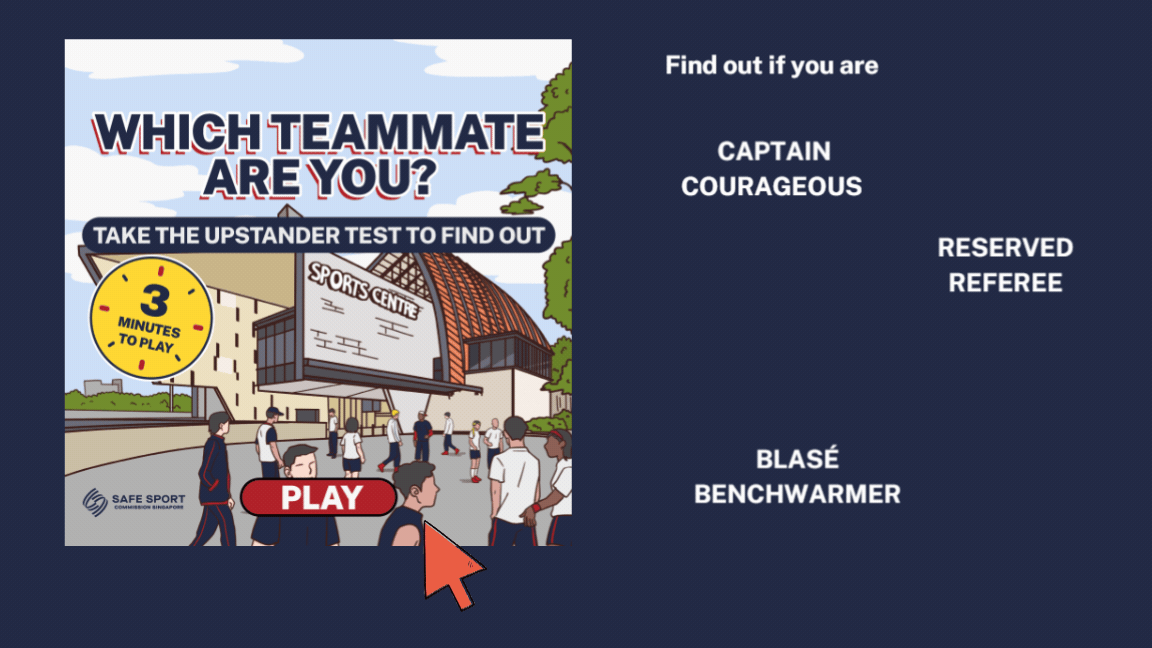 WHICH TEAMMATE
ARE YOU?
TAKE THE UPSTANDER TEST TO FIND OUT
3
MINUTES
TO PLAY
SPORTS CENTRE
PLAY
SAFE SPORT
COMMISSION SINGAPORE
Find out if you are
CAPTAIN
COURAGEOUS
RESERVED
REFEREE
BLASÉ
BENCHWARMER